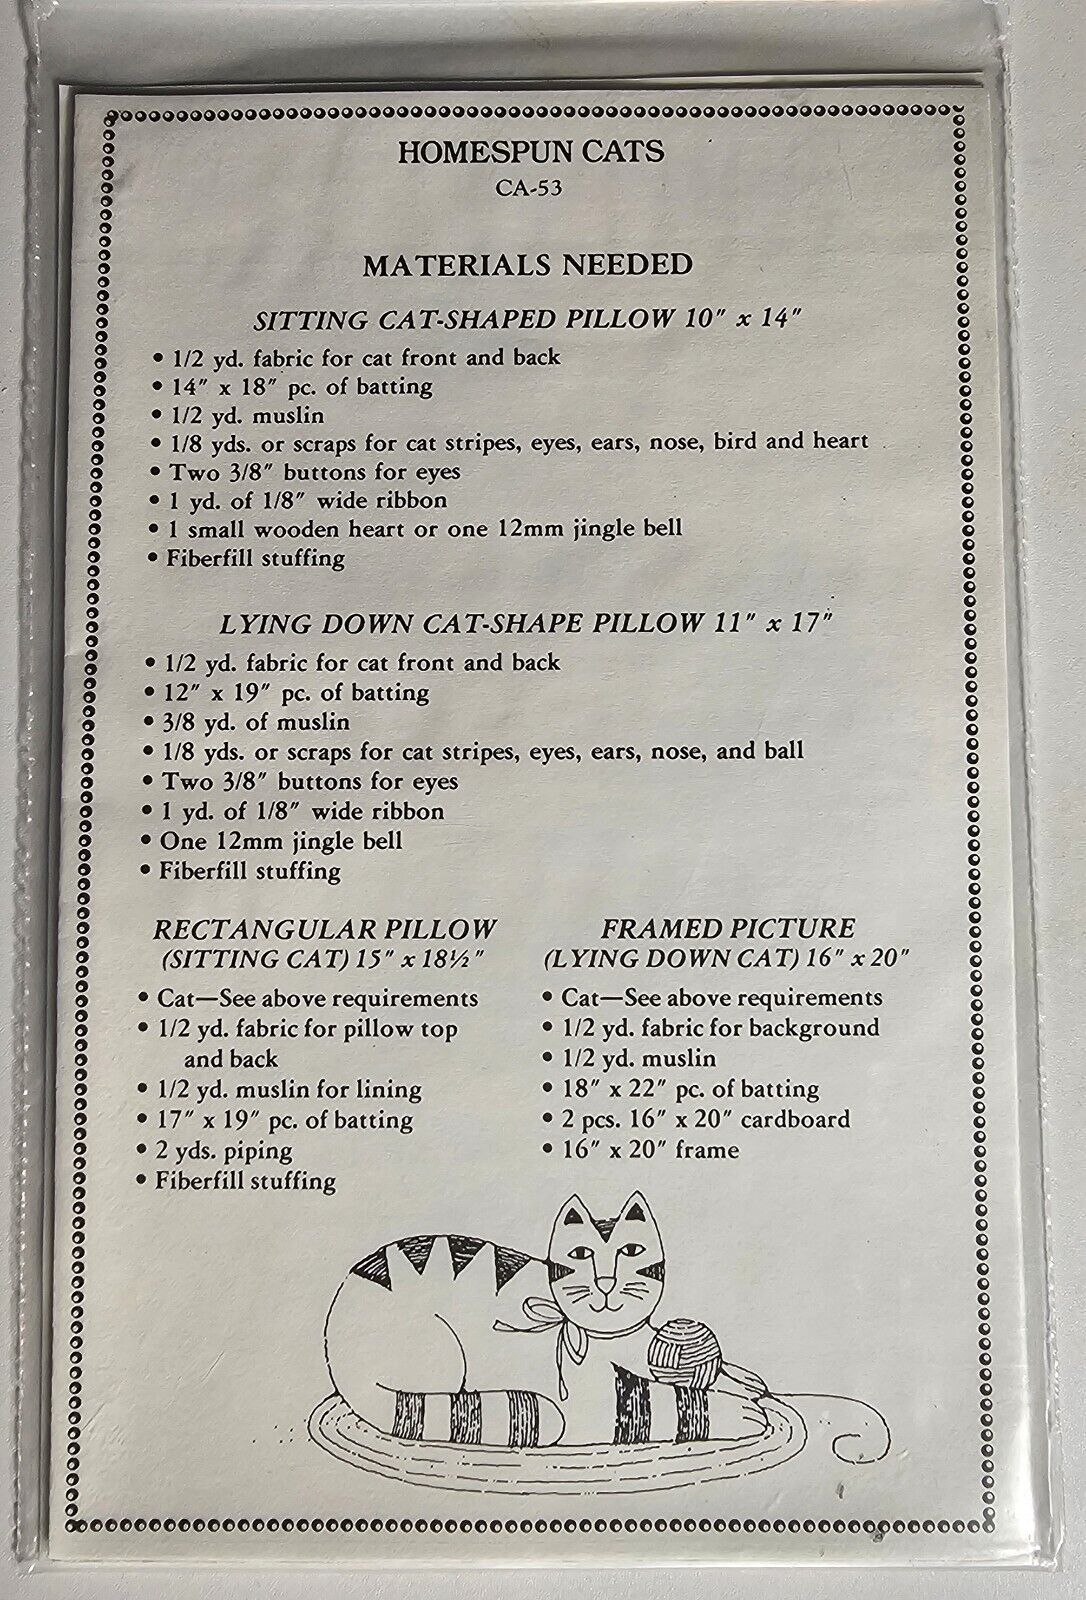 HOMESPUN CATS
CA-53
MATERIALS NEEDED
SITTING CAT-SHAPED PILLOW 10" x 14"
• 1/2 yd. fabric for cat front and back
• 14" x 18" pc. of batting
• 1/2 yd. muslin
• 1/8 yds. or scraps for cat stripes, eyes, ears, nose, bird and heart
• Two 3/8" buttons for eyes
• 1 yd. of 1/8" wide ribbon
• 1 small wooden heart or one 12mm jingle bell
• Fiberfill stuffing
LYING DOWN CAT-SHAPE PILLOW 11" x 17"
• 1/2 yd. fabric for cat front and back
• 12" x 19" pc. of batting
• 3/8 yd. of muslin
• 1/8 yds. or scraps for cat stripes, eyes, ears, nose, and ball
• Two 3/8" buttons for eyes
• 1 yd. of 1/8" wide ribbon
• One 12mm jingle bell
• Fiberfill stuffing
RECTANGULAR PILLOW
(SITTING CAT) 15" x 18½"
• Cat—See above requirements
• 1/2 yd. fabric for pillow top
and back
• 1/2 yd. muslin for lining
• 17" x 19" pc. of batting
• 2 yds. piping
• Fiberfill stuffing
FRAMED PICTURE
(LYING DOWN CAT) 16" x 20"
• Cat—See above requirements
• 1/2 yd. fabric for background
• 1/2 yd. muslin
• 18" x 22" pc. of batting
• 2 pcs. 16" x 20" cardboard
• 16" x 20" frame